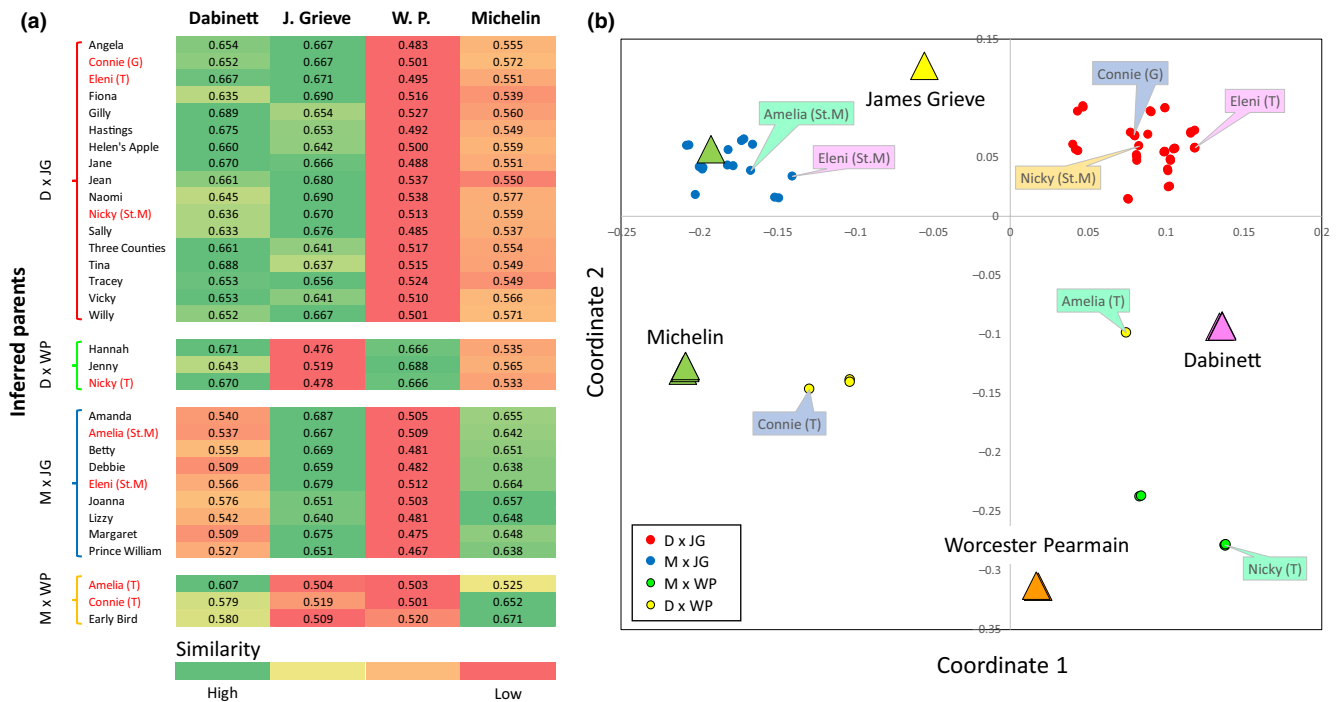 (a)
Dabinett J. Grieve W. P. Michelin
Inferred parents
D x JG
Angela 0.654 0.667 0.483 0.555
Connie (G) 0.652 0.667 0.501 0.572
Eleni (T) 0.667 0.671 0.495 0.551
Fiona 0.635 0.690 0.516 0.539
Gilly 0.689 0.654 0.527 0.560
Hastings 0.675 0.653 0.492 0.549
Helen's Apple 0.660 0.642 0.500 0.559
Jane 0.670 0.666 0.488 0.551
Jean 0.661 0.680 0.537 0.550
Naomi 0.645 0.690 0.538 0.577
Nicky (St.M) 0.636 0.670 0.513 0.559
Sally 0.633 0.676 0.485 0.537
Three Counties 0.661 0.641 0.517 0.554
Tina 0.688 0.637 0.515 0.549
Tracey 0.653 0.656 0.524 0.549
Vicky 0.653 0.641 0.510 0.566
Willy 0.652 0.667 0.501 0.571
D x WP
Hannah 0.671 0.476 0.666 0.535
Jenny 0.643 0.519 0.688 0.565
Nicky (T) 0.670 0.478 0.666 0.533
M x JG
Amanda 0.540 0.687 0.505 0.655
Amelia (St.M) 0.537 0.667 0.509 0.642
Betty 0.559 0.669 0.481 0.651
Debbie 0.509 0.659 0.482 0.638
Eleni (St.M) 0.566 0.679 0.512 0.664
Joanna 0.576 0.651 0.503 0.657
Lizzy 0.542 0.640 0.481 0.648
Margaret 0.509 0.675 0.475 0.648
Prince William 0.527 0.651 0.467 0.638
M x WP
Amelia (T) 0.607 0.504 0.503 0.525
Connie (T) 0.579 0.519 0.501 0.652
Early Bird 0.580 0.509 0.520 0.671
Similarity
High Low
(b)
0.15
0.1
0.05
0
-0.05
-0.1
-0.15
-0.2
-0.25
-0.3
0.35
-0.25 -0.2 -0.15 -0.1 -0.05 0 0.05 0.1 0.15 0.2
James Grieve
Connie (G)
Eleni (T)
Amelia (St.M)
Eleni (St.M)
Nicky (St.M)
Amelia (T)
Michelin
Dabinett
Connie (T)
Worcester Pearmain
Nicky (T)
D x JG
M x JG
M x WP
D x WP
Coordinate 2
Coordinate 1